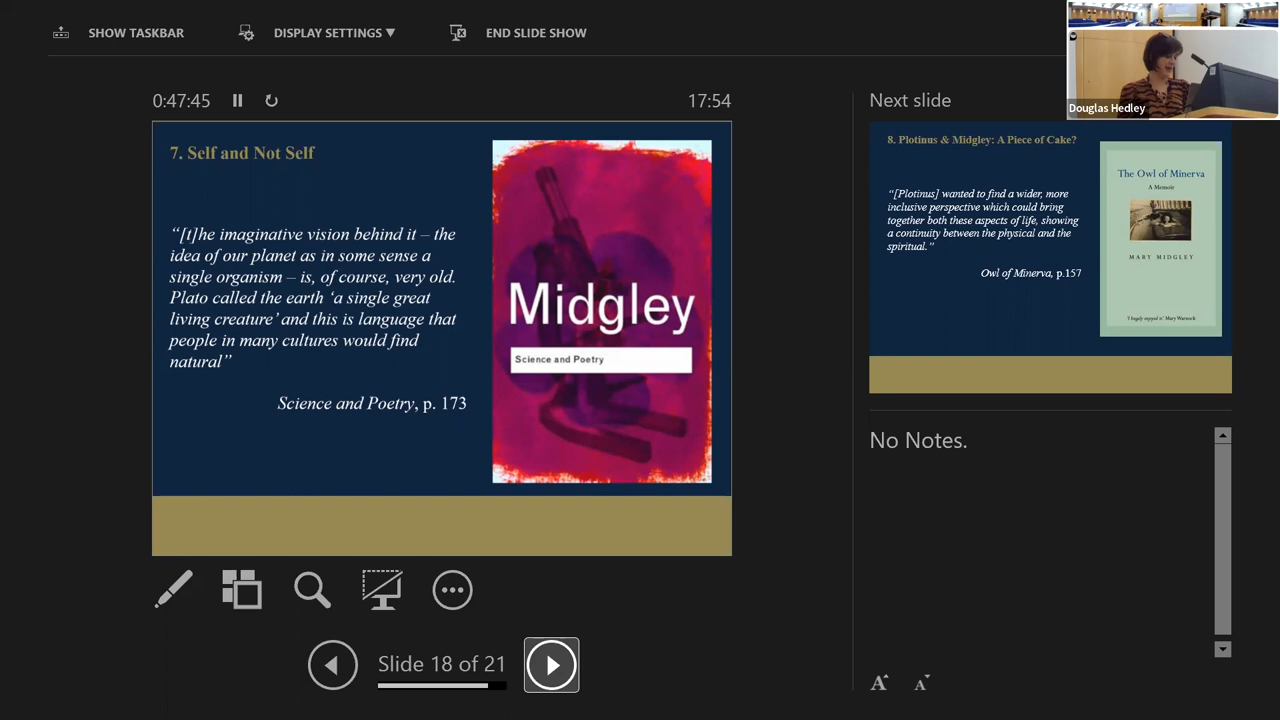 SHOW TASKBAR
DISPLAY SETTINGS ▼
END SLIDE SHOW
0:47:45
17:54
7. Self and Not Self
“[t]he imaginative vision behind it – the
idea of our planet as in some sense a
single organism – is, of course, very old.
Plato called the earth ‘a single great
living creature’ and this is language that
people in many cultures would find
natural”
Science and Poetry, p. 173
Midgley
Science and Poetry
Slide 18 of 21
Next slide
Douglas Hedley
8. Plotinus & Midgley: A Piece of Cake?
“[Plotinus] wanted to find a wider, more
inclusive perspective which could bring
together both these aspects of life, showing
a continuity between the physical and the
spiritual.”
Owl of Minerva, p.157
The Owl of Minerva
A Memoir
MARY MIDGLEY
'I hugely enjoyed it' Mary Warnock
No Notes.
A A